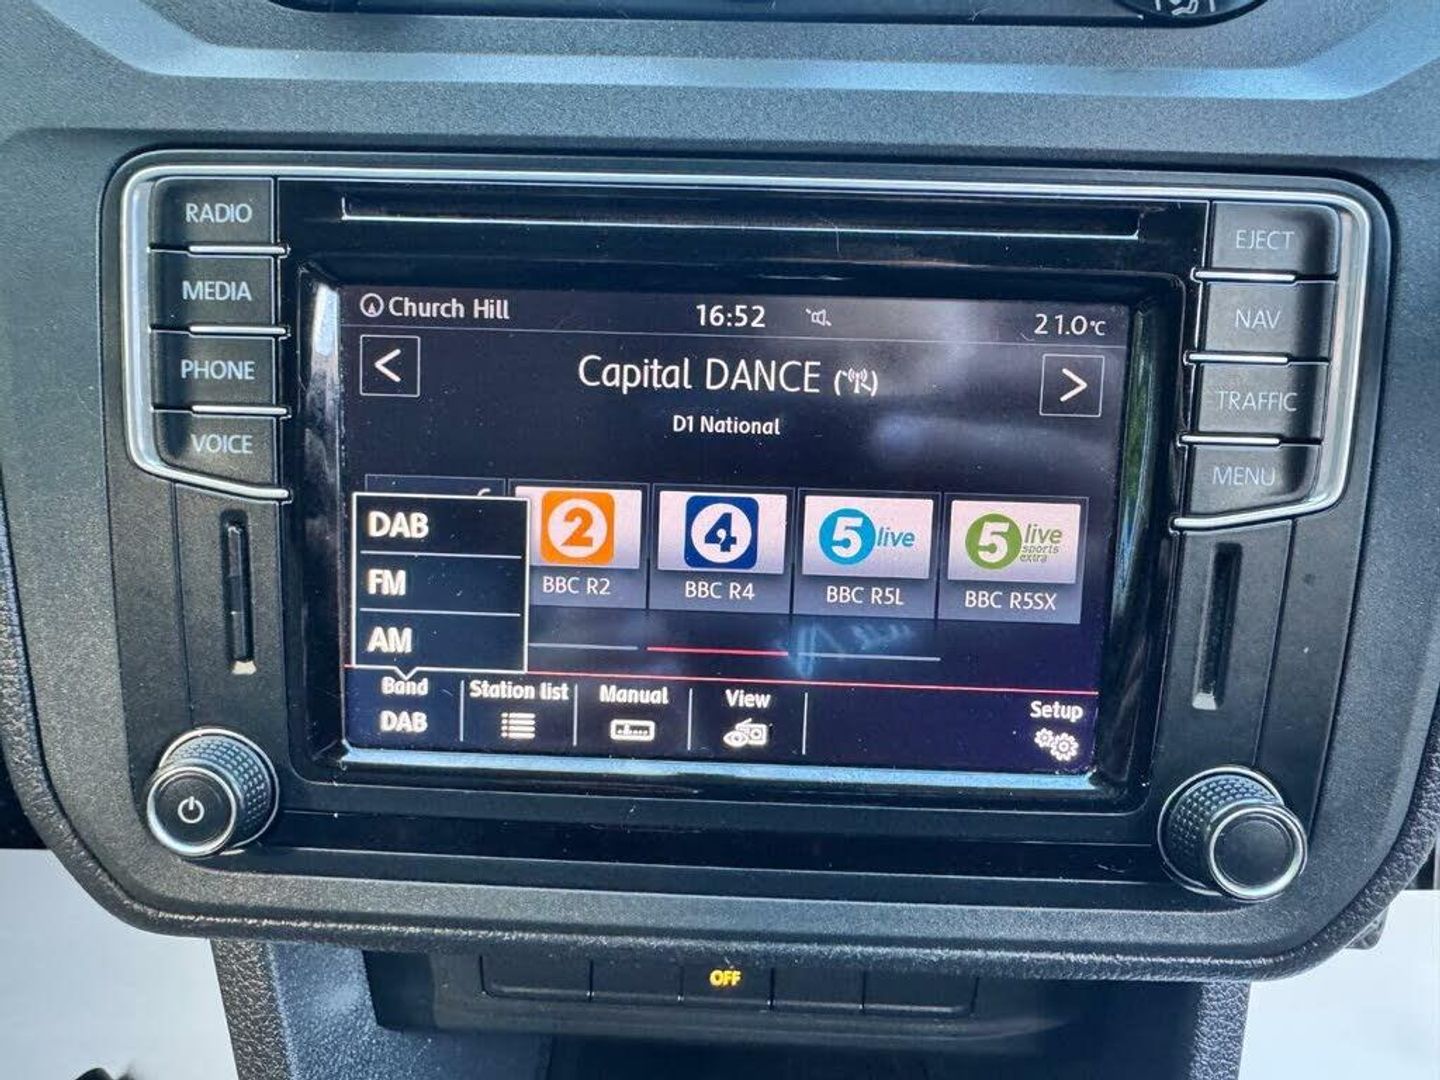 RADIO
MEDIA
PHONE
VOICE
EJECT
NAV
TRAFFIC
MENU
Church Hill 16:52 21.0°C
< Capital DANCE >
D1 National
2
BBC R2
4
BBC R4
5 live
BBC R5L
5 live sports extra
BBC R5SX
DAB
FM
AM
Band Station list Manual View Setup
DAB
OFF